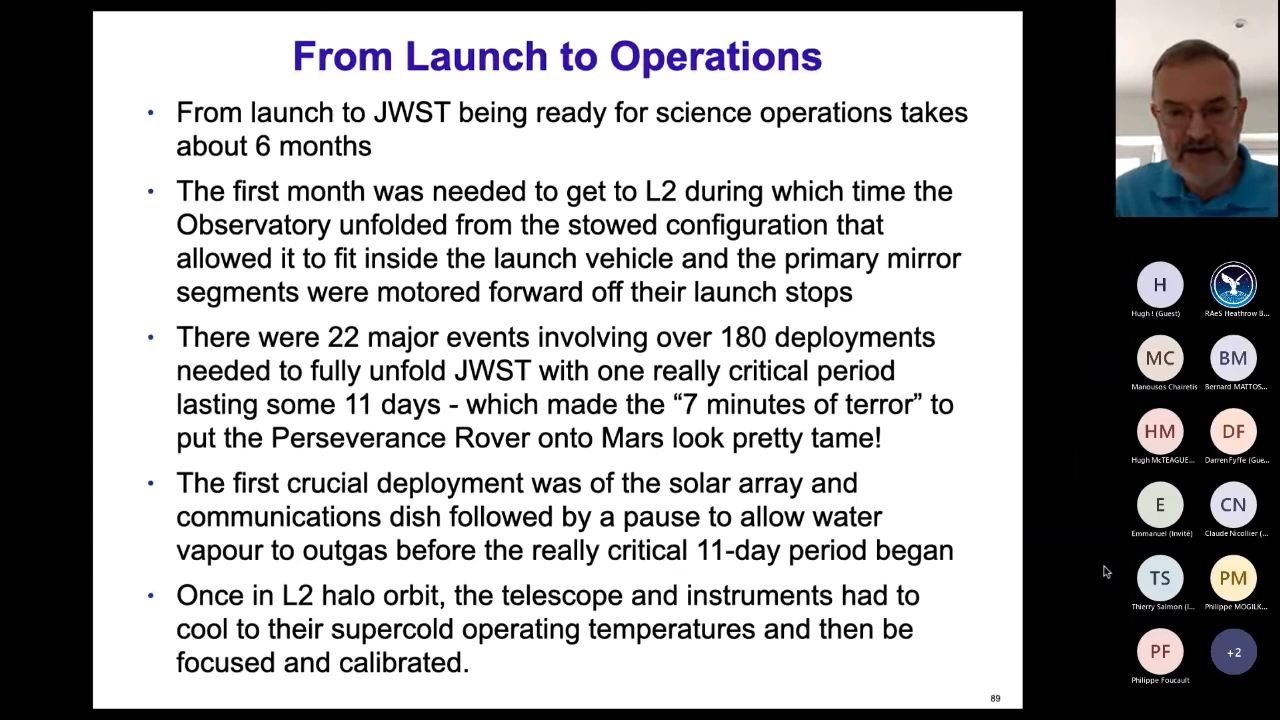 From Launch to Operations
• From launch to JWST being ready for science operations takes
about 6 months
• The first month was needed to get to L2 during which time the
Observatory unfolded from the stowed configuration that
allowed it to fit inside the launch vehicle and the primary mirror
segments were motored forward off their launch stops
• There were 22 major events involving over 180 deployments
needed to fully unfold JWST with one really critical period
lasting some 11 days - which made the “7 minutes of terror” to
put the Perseverance Rover onto Mars look pretty tame!
• The first crucial deployment was of the solar array and
communications dish followed by a pause to allow water
vapour to outgas before the really critical 11-day period began
• Once in L2 halo orbit, the telescope and instruments had to
cool to their supercold operating temperatures and then be
focused and calibrated.
89
H
Hugh ! (Guest)
RAeS Heathrow B...
MC
Manousos Chairetis
BM
Bernard MATTOS...
HM
Hugh McTEAGUE...
DF
Darren Fyffe (Gue...
E
Emmanuel (Invité)
CN
Claude Nicollier (...
TS
Thierry Salmon (I...
PM
Philippe MOGILK...
PF
Philippe Foucault
+2